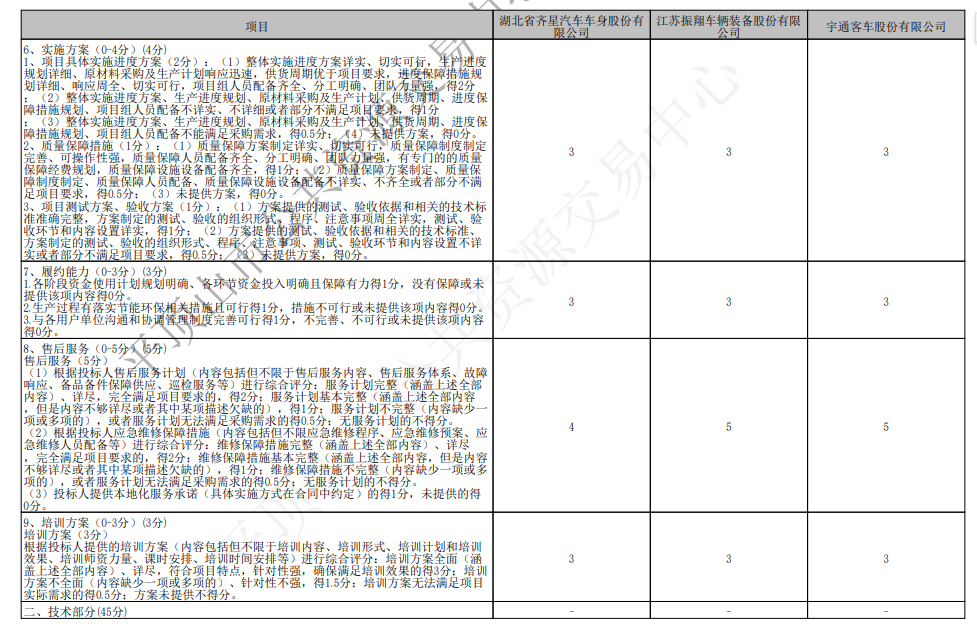 项目
湖北省齐星汽车车身股份有
限公司
江苏振翔车辆装备股份有限
公司
宇通客车股份有限公司
6、实施方案（0-4分）(4分)
1、项目具体实施进度方案（2分）：（1）整体实施进度方案详实、切实可行，生产进度
规划详细、原材料采购及生产计划响应迅速，供货周期优于项目要求，进度保障措施规
划详细、响应周全、切实可行，项目组人员配备齐全、分工明确、团队力量强，得2分
；（2）整体实施进度方案、生产进度规划、原材料采购及生产计划、供货周期、进度保
障措施规划、项目组人员配备不详实、不详细或者部分不满足项目要求，得1分
；（3）整体实施进度方案、生产进度规划、原材料采购及生产计划、供货周期、进度保
障措施规划、项目组人员配备不能满足采购需求，得0.5分；（4）未提供方案，得0分。
2、质量保障措施（1分）：（1）质量保障方案制定详实、切实可行，质量保障制度制定
完善、可操作性强，质量保障人员配备齐全、分工明确、团队力量强，有专门的的质量
保障经费规划，质量保障设施设备配备齐全，得1分；（2）质量保障方案制定、质量保
障制度制定、质量保障人员配备、质量保障设施设备配备不详实、不齐全或者部分不满
足项目要求，得0.5分；（3）未提供方案，得0分。
3、项目测试方案、验收方案（1分）：（1）方案提供的测试、验收依据和相关的技术标
准准确完整，方案制定的测试、验收的组织形式、程序、注意事项周全详实，测试、验
收环节和内容设置详实，得1分；（2）方案提供的测试、验收依据和相关的技术标准、
方案制定的测试、验收的组织形式、程序、注意事项、测试、验收环节和内容设置不详
实或者部分不满足项目要求，得0.5分；（3）未提供方案，得0分。
3
3
3
7、履约能力（0-3分）(3分)
1.各阶段资金使用计划规划明确、各环节资金投入明确且保障有力得1分，没有保障或未
提供该项内容得0分。
2.生产过程有落实节能环保相关措施且可行得1分，措施不可行或未提供该项内容得0分。
3.与各用户单位沟通和协调管理制度完善可行得1分，不完善、不可行或未提供该项内容
得0分。
3
3
3
8、售后服务（0-5分）(5分)
售后服务（5分）
（1）根据投标人售后服务计划（内容包括但不限于售后服务内容、售后服务体系、故障
响应、备品备件保障供应、巡检服务等）进行综合评分：服务计划完整（涵盖上述全部
内容）、详尽，完全满足项目要求的，得2分；服务计划基本完整（涵盖上述全部内容
，但是内容不够详尽或者其中某项描述欠缺的），得1分；服务计划不完整（内容缺少一
项或多项的），或者服务计划无法满足采购需求的得0.5分；无服务计划的不得分。
（2）根据投标人应急维修保障措施（内容包括但不限应急维修程序、应急维修预案、应
急维修人员配备等）进行综合评分：维修保障措施完整（涵盖上述全部内容）、详尽
，完全满足项目要求的，得2分；维修保障措施基本完整（涵盖上述全部内容，但是内容
不够详尽或者其中某项描述欠缺的），得1分；维修保障措施不完整（内容缺少一项或多
项的），或者服务计划无法满足采购需求的得0.5分；无服务计划的不得分。
（3）投标人提供本地化服务承诺（具体实施方式在合同中约定）的得1分，未提供的得
0分。
4
5
5
9、培训方案（0-3分）(3分)
培训方案（3分）
根据投标人提供的培训方案（内容包括但不限于培训内容、培训形式、培训计划和培训
效果、培训师资力量、课时安排、培训时间安排等）进行综合评分：培训方案全面（涵
盖上述全部内容）、详尽，符合项目特点，针对性强，确保满足培训效果的得3分；培训
方案不全面（内容缺少一项或多项的）、针对性不强，得1.5分；培训方案无法满足项目
实际需求的得0.5分；方案未提供不得分。
3
3
3
二、技术部分(45分)
-
-
-